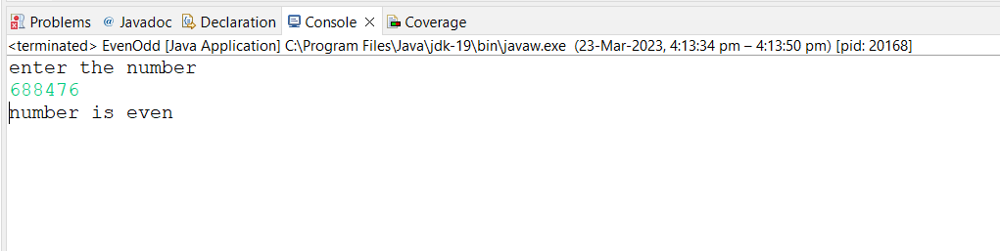 Problems @ Javadoc Declaration Console Coverage
<terminated> EvenOdd [Java Application] C:\Program Files\Java\jdk-19\bin\javaw.exe (23-Mar-2023, 4:13:34 pm – 4:13:50 pm) [pid: 20168]
enter the number
688476
number is even